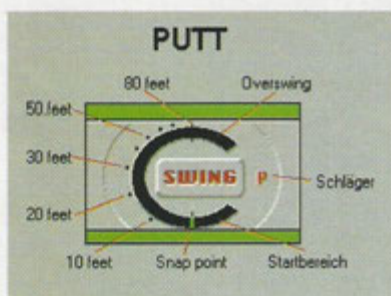 PUTT
80 feet Overswing
50 feet
30 feet
SWING P Schläger
20 feet
10 feet Snap point Startbereich